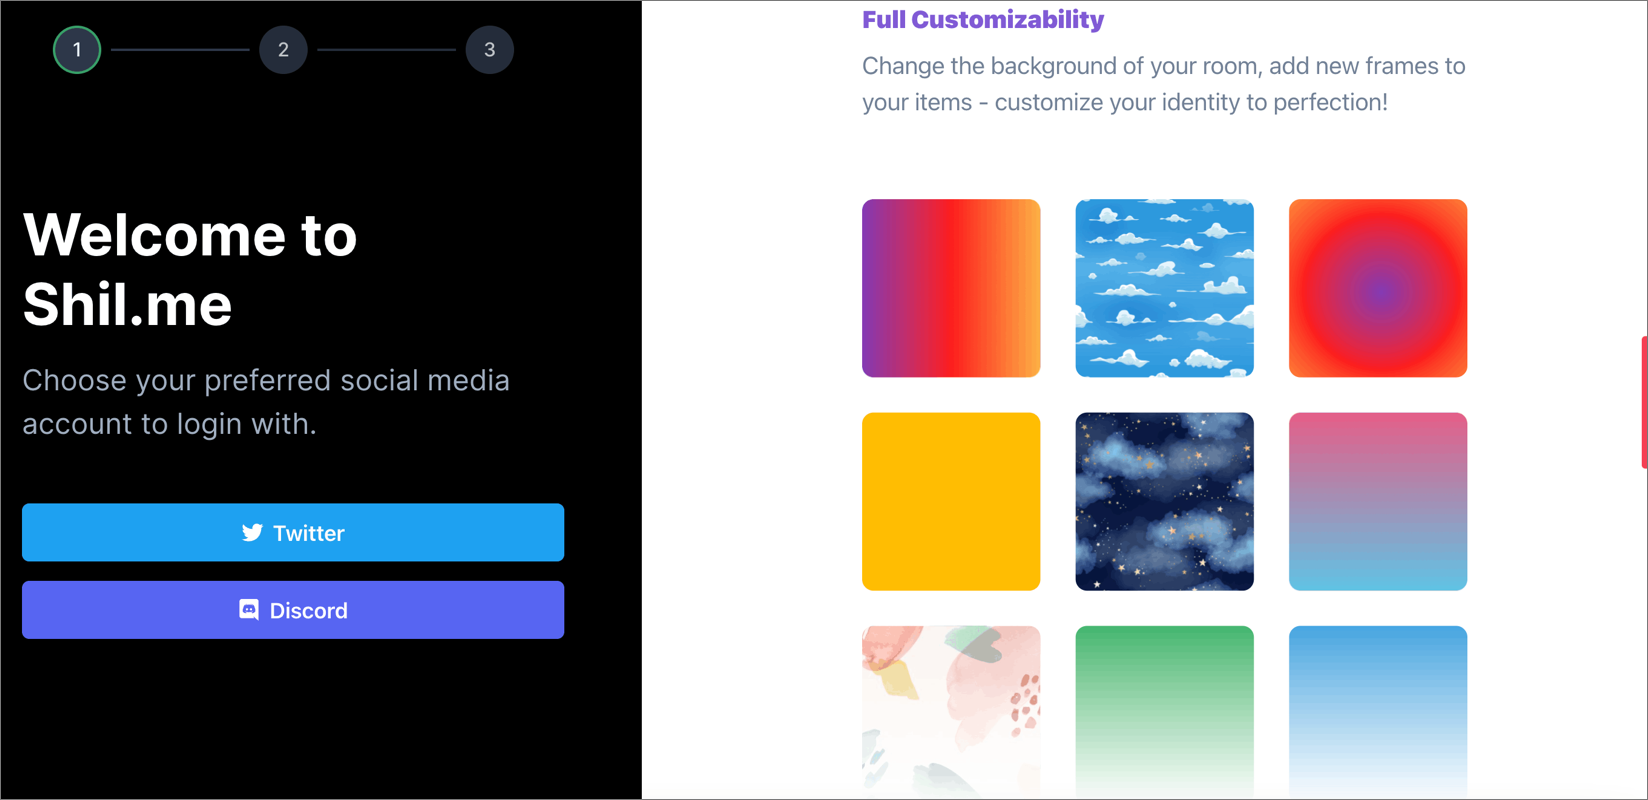 1
2
3
Welcome to
Shil.me
Choose your preferred social media
account to login with.
Twitter
Discord
Full Customizability
Change the background of your room, add new frames to
your items - customize your identity to perfection!